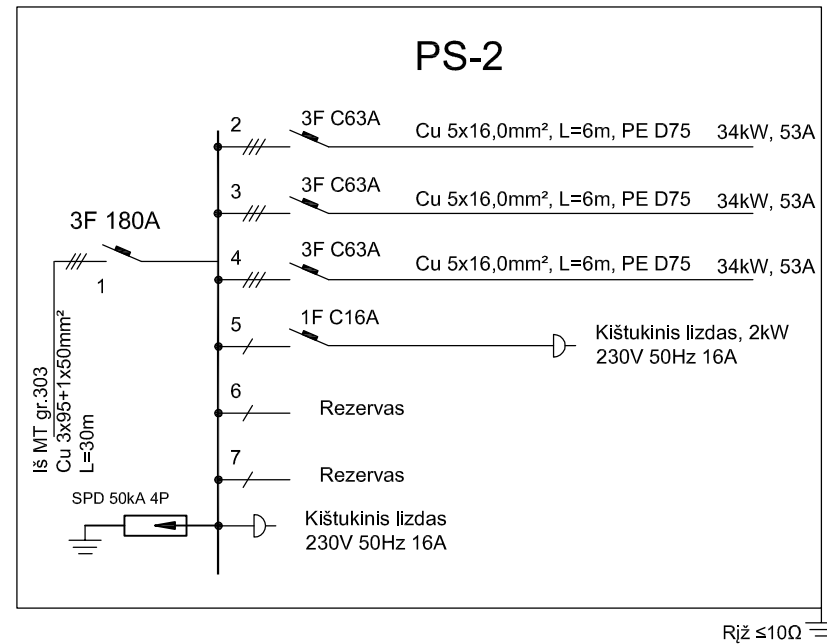 PS-2
2
3F C63A
Cu 5x16,0mm², L=6m, PE D75
34kW, 53A
3
3F C63A
Cu 5x16,0mm², L=6m, PE D75
34kW, 53A
3F 180A
1
4
3F C63A
Cu 5x16,0mm², L=6m, PE D75
34kW, 53A
5
1F C16A
Kištukinis lizdas, 2kW
230V 50Hz 16A
Iš MT gr.303
Cu 3x95+1x50mm²
L=30m
6
Rezervas
7
Rezervas
SPD 50kA 4P
Kištukinis lizdas
230V 50Hz 16A
Rįž ≤10Ω